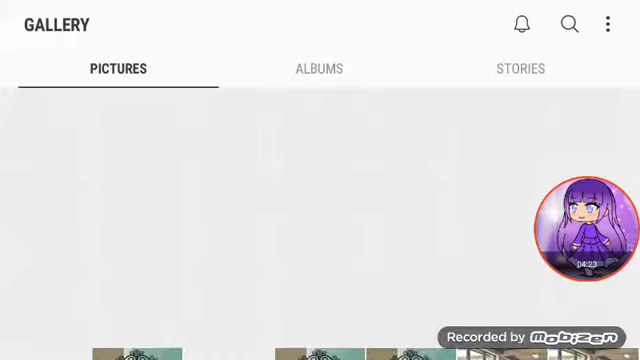 GALLERY
PICTURES
ALBUMS
STORIES
04:23
Recorded by mobizen